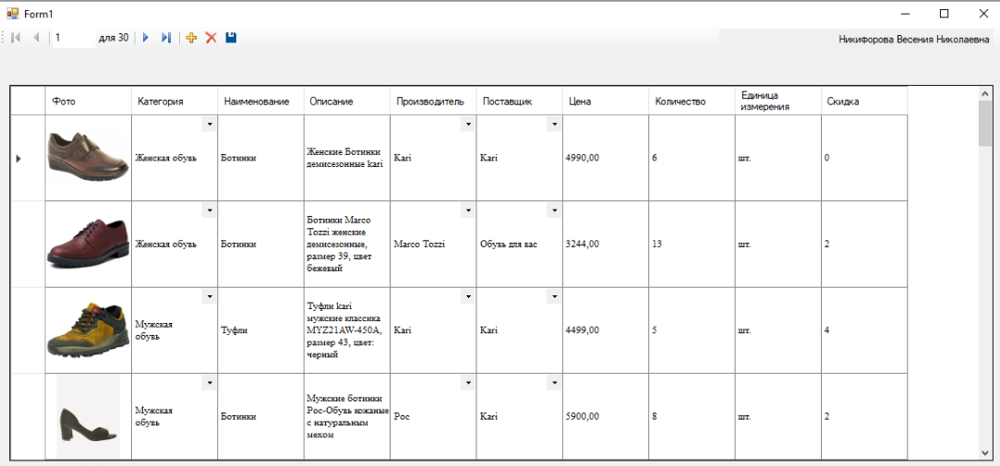 Form1
1 для 30
Никифорова Весения Николаевна
Фото Категория Наименование Описание Производитель Поставщик Цена Количество Единица измерения Скидка
Женская обувь Ботинки Женские Ботинки демисезонные kari Kari Kari 4990,00 6 шт. 0
Женская обувь Ботинки Ботинки Marco Tozzi женские демисезонные, размер 39, цвет бежевый Marco Tozzi Обувь для вас 3244,00 13 шт. 2
Мужская обувь Туфли Туфли kari мужские классика MYZ21AW-450A, размер 43, цвет: черный Kari Kari 4499,00 5 шт. 4
Мужская обувь Ботинки Мужские ботинки Рос-Обувь кожаные с натуральным мехом Рос Kari 5900,00 8 шт. 2